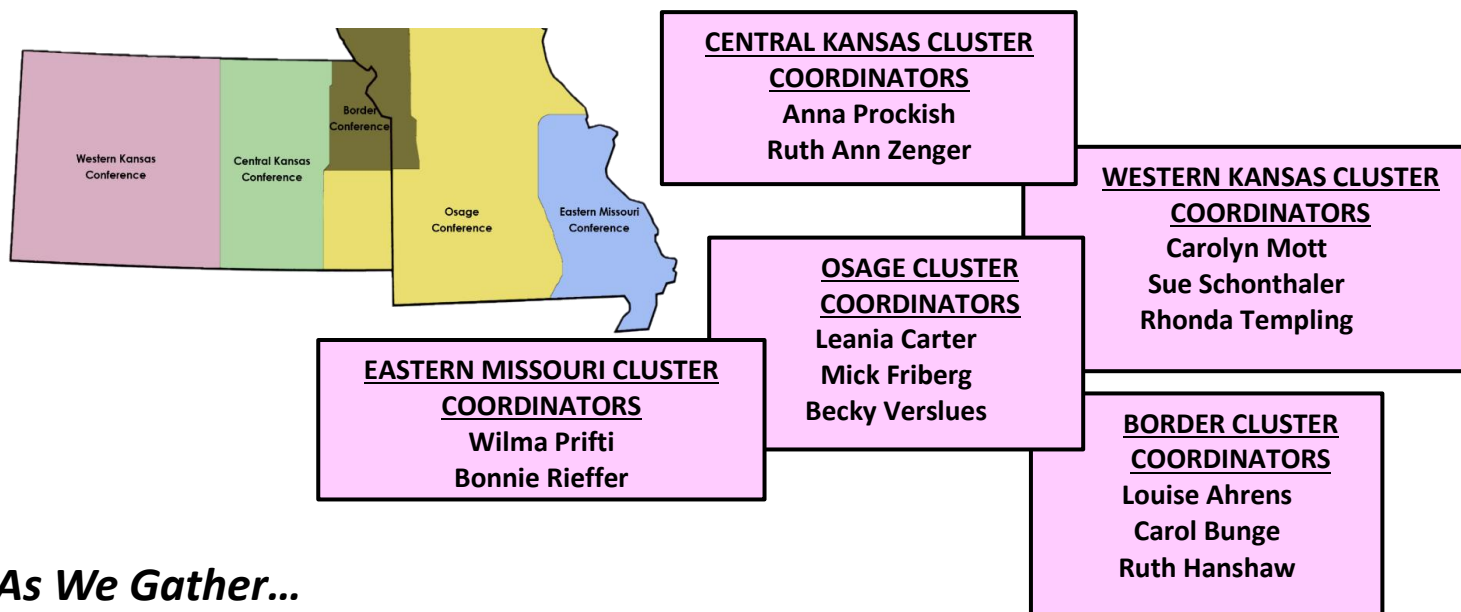 Western Kansas
Conference
Central Kansas
Conference
Border
Conference
Osage
Conference
Eastern Missouri
Conference
CENTRAL KANSAS CLUSTER
COORDINATORS
Anna Prockish
Ruth Ann Zenger
WESTERN KANSAS CLUSTER
COORDINATORS
Carolyn Mott
Sue Schonthaler
Rhonda Templing
OSAGE CLUSTER
COORDINATORS
Leania Carter
Mick Friberg
Becky Verslues
EASTERN MISSOURI CLUSTER
COORDINATORS
Wilma Prifti
Bonnie Rieffer
BORDER CLUSTER
COORDINATORS
Louise Ahrens
Carol Bunge
Ruth Hanshaw
As We Gather…